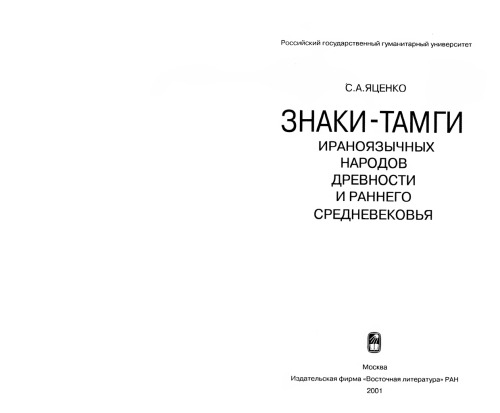 Российский государственный гуманитарный университет
С.А.ЯЦЕНКО
ЗНАКИ-ТАМГИ
ИРАНОЯЗЫЧНЫХ
НАРОДОВ
ДРЕВНОСТИ
И РАННЕГО
СРЕДНЕВЕКОВЬЯ
Москва
Издательская фирма «Восточная литература» РАН
2001